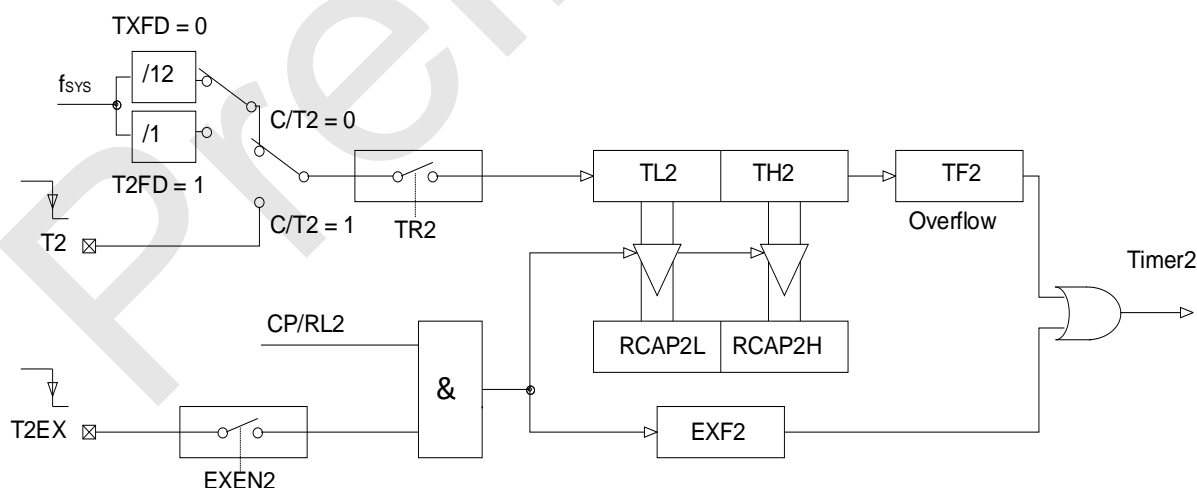 TXFD = 0
fSYS
/12
C/T2 = 0
/1
T2FD = 1
T2
C/T2 = 1
TR2
TL2
TH2
TF2
Overflow
Timer2
CP/RL2
RCAP2L
RCAP2H
&
T2EX
EXEN2
EXF2